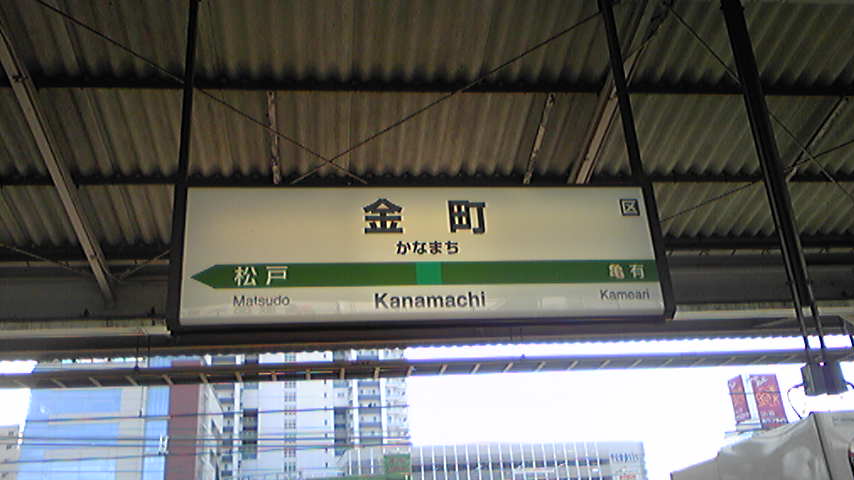 金町
区
かなまち
松戸
亀有
Matsudo
Kanamachi
Kameari